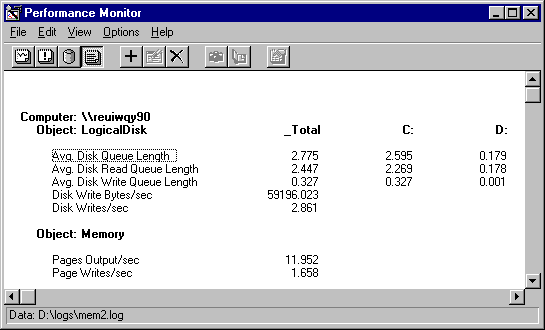 Performance Monitor
File Edit View Options Help
Computer: \\reuiwqy90
Object: LogicalDisk _Total C: D:
Avg. Disk Queue Length 2.775 2.595 0.179
Avg. Disk Read Queue Length 2.447 2.269 0.178
Avg. Disk Write Queue Length 0.327 0.327 0.001
Disk Write Bytes/sec 59196.023
Disk Writes/sec 2.861
Object: Memory
Pages Output/sec 11.952
Page Writes/sec 1.658
Data: D:\logs\mem2.log